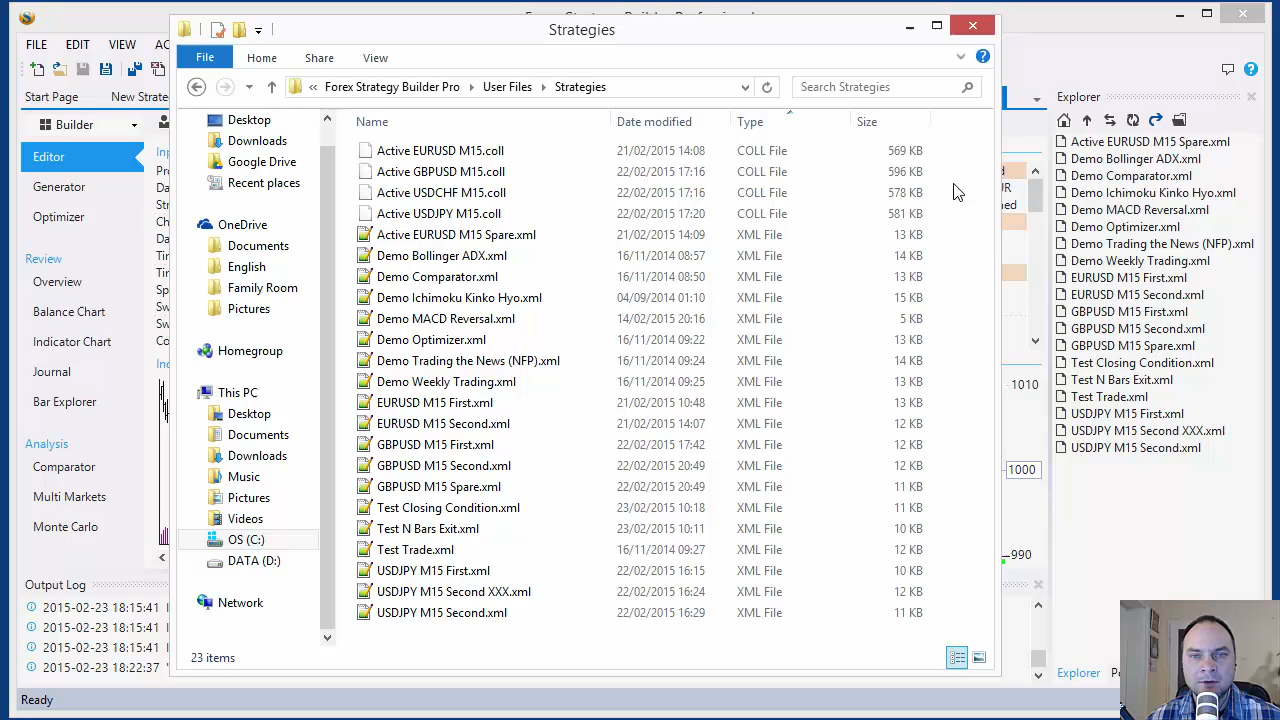 Strategies
FILE EDIT VIEW
File Home Share View
Forex Strategy Builder Pro User Files Strategies
Search Strategies
Start Page
Builder
Editor
Generator
Optimizer
Review
Overview
Balance Chart
Indicator Chart
Journal
Bar Explorer
Analysis
Comparator
Multi Markets
Monte Carlo
Output Log
2015-02-23 18:15:41
2015-02-23 18:15:41
2015-02-23 18:15:41
2015-02-23 18:22:37
Ready
Desktop
Downloads
Google Drive
Recent places
OneDrive
Documents
English
Family Room
Pictures
Homegroup
This PC
Desktop
Documents
Downloads
Music
Pictures
Videos
OS (C:)
DATA (D:)
Network
Name Date modified Type Size
Active EURUSD M15.coll 21/02/2015 14:08 COLL File 569 KB
Active GBPUSD M15.coll 22/02/2015 17:16 COLL File 596 KB
Active USDCHF M15.coll 22/02/2015 17:16 COLL File 578 KB
Active USDJPY M15.coll 22/02/2015 17:20 COLL File 581 KB
Active EURUSD M15 Spare.xml 21/02/2015 14:09 XML File 13 KB
Demo Bollinger ADX.xml 16/11/2014 08:57 XML File 14 KB
Demo Comparator.xml 16/11/2014 08:50 XML File 13 KB
Demo Ichimoku Kinko Hyo.xml 04/09/2014 01:10 XML File 15 KB
Demo MACD Reversal.xml 14/02/2015 20:16 XML File 5 KB
Demo Optimizer.xml 16/11/2014 09:22 XML File 13 KB
Demo Trading the News (NFP).xml 16/11/2014 09:24 XML File 14 KB
Demo Weekly Trading.xml 16/11/2014 09:25 XML File 13 KB
EURUSD M15 First.xml 21/02/2015 10:48 XML File 13 KB
EURUSD M15 Second.xml 21/02/2015 14:07 XML File 12 KB
GBPUSD M15 First.xml 22/02/2015 17:42 XML File 12 KB
GBPUSD M15 Second.xml 22/02/2015 20:49 XML File 12 KB
GBPUSD M15 Spare.xml 22/02/2015 20:49 XML File 11 KB
Test Closing Condition.xml 23/02/2015 10:18 XML File 11 KB
Test N Bars Exit.xml 23/02/2015 10:11 XML File 10 KB
Test Trade.xml 16/11/2014 09:27 XML File 12 KB
USDJPY M15 First.xml 22/02/2015 16:15 XML File 10 KB
USDJPY M15 Second XXX.xml 22/02/2015 16:24 XML File 12 KB
USDJPY M15 Second.xml 22/02/2015 16:29 XML File 11 KB
23 items
1010
1000
990
Explorer
Active EURUSD M15 Spare.xml
Demo Bollinger ADX.xml
Demo Comparator.xml
Demo Ichimoku Kinko Hyo.xml
Demo MACD Reversal.xml
Demo Optimizer.xml
Demo Trading the News (NFP).xml
Demo Weekly Trading.xml
EURUSD M15 First.xml
EURUSD M15 Second.xml
GBPUSD M15 First.xml
GBPUSD M15 Second.xml
GBPUSD M15 Spare.xml
Test Closing Condition.xml
Test N Bars Exit.xml
Test Trade.xml
USDJPY M15 First.xml
USDJPY M15 Second XXX.xml
USDJPY M15 Second.xml
Explorer